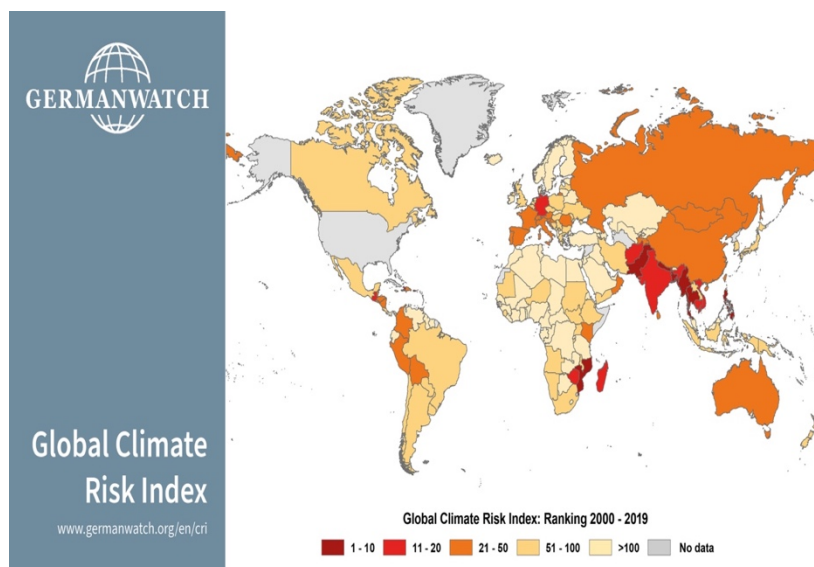 GERMANWATCH
Global Climate
Risk Index
www.germanwatch.org/en/cri
Global Climate Risk Index: Ranking 2000 - 2019
1 - 10
11 - 20
21 - 50
51 - 100
>100
No data